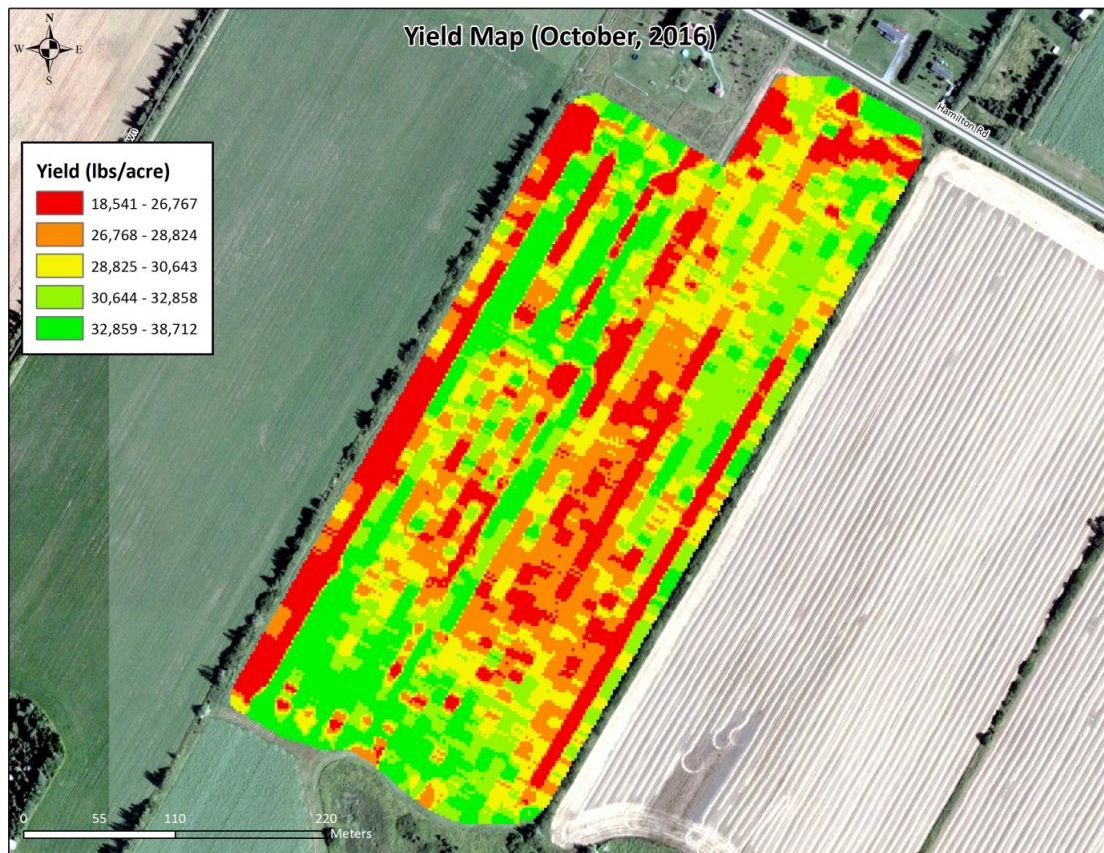 Yield Map (October, 2016)
N
W E
S
Hamilton Rd
Yield (lbs/acre)
18,541 - 26,767
26,768 - 28,824
28,825 - 30,643
30,644 - 32,858
32,859 - 38,712
0 55 110 220
Meters